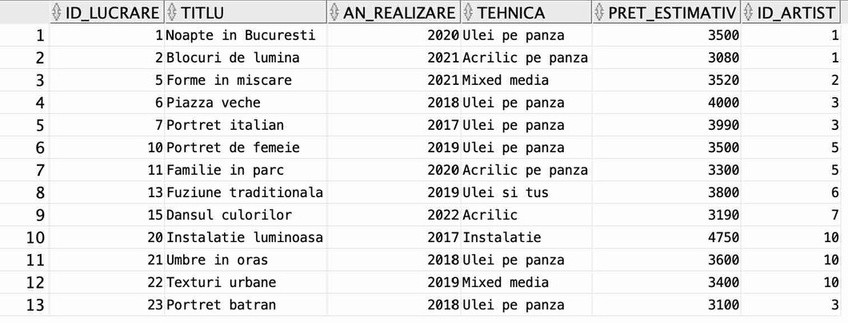 ID_LUCRARE TITLU AN_REALIZARE TEHNICA PRET_ESTIMATIV ID_ARTIST
1 1 Noapte in Bucuresti 2020 Ulei pe panza 3500 1
2 2 Blocuri de lumina 2021 Acrilic pe panza 3080 1
3 5 Forme in miscare 2021 Mixed media 3520 2
4 6 Piazza veche 2018 Ulei pe panza 4000 3
5 7 Portret italian 2017 Ulei pe panza 3990 3
6 10 Portret de femeie 2019 Ulei pe panza 3500 5
7 11 Familie in parc 2020 Acrilic pe panza 3300 5
8 13 Fuziune traditionala 2019 Ulei si tus 3800 6
9 15 Dansul culorilor 2022 Acrilic 3190 7
10 20 Instalatie luminoasa 2017 Instalatie 4750 10
11 21 Umbre in oras 2018 Ulei pe panza 3600 10
12 22 Texturi urbane 2019 Mixed media 3400 10
13 23 Portret batran 2018 Ulei pe panza 3100 3